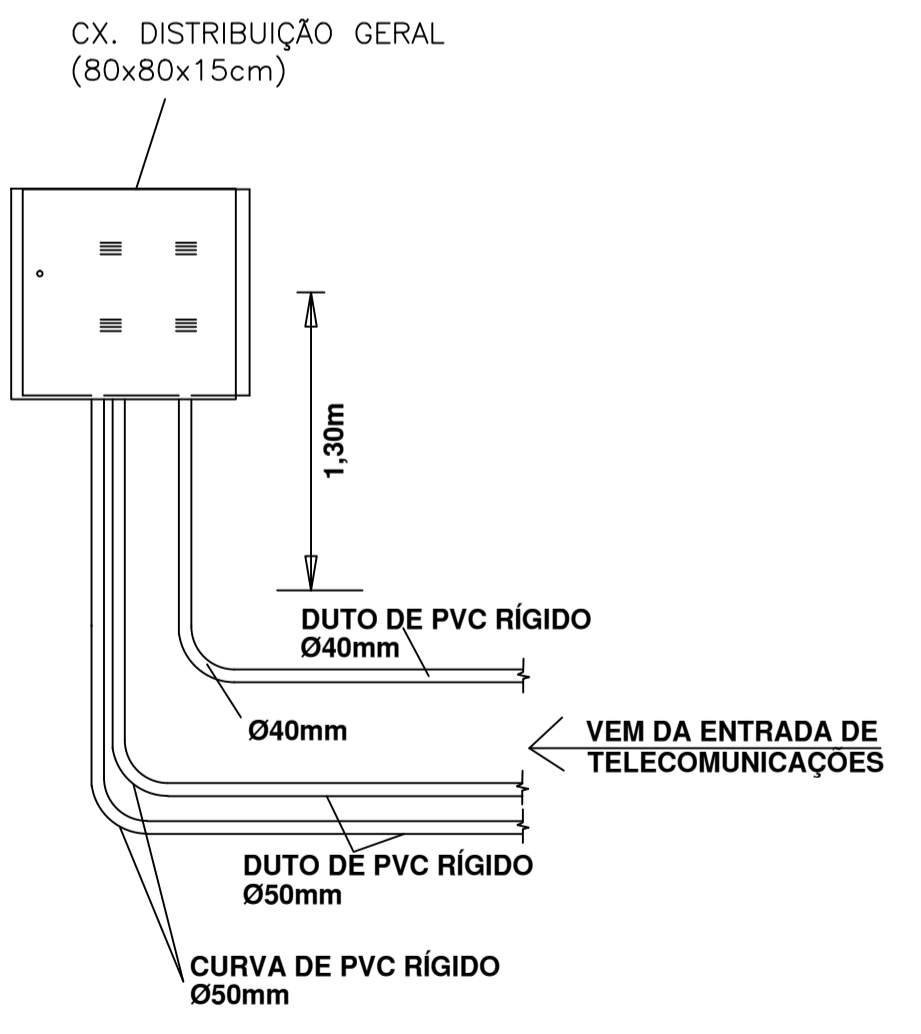 CX. DISTRIBUIÇÃO GERAL
(80x80x15cm)
1,30m
DUTO DE PVC RÍGIDO
Ø40mm
Ø40mm
VEM DA ENTRADA DE
TELECOMUNICAÇÕES
DUTO DE PVC RÍGIDO
Ø50mm
CURVA DE PVC RÍGIDO
Ø50mm